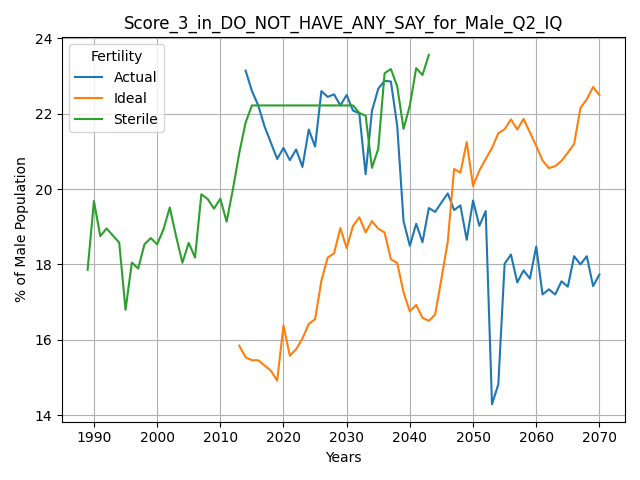 Score_3_in_DO_NOT_HAVE_ANY_SAY_for_Male_Q2_IQ
Fertility
Actual
Ideal
Sterile
% of Male Population
24
22
20
18
16
14
1990 2000 2010 2020 2030 2040 2050 2060 2070
Years